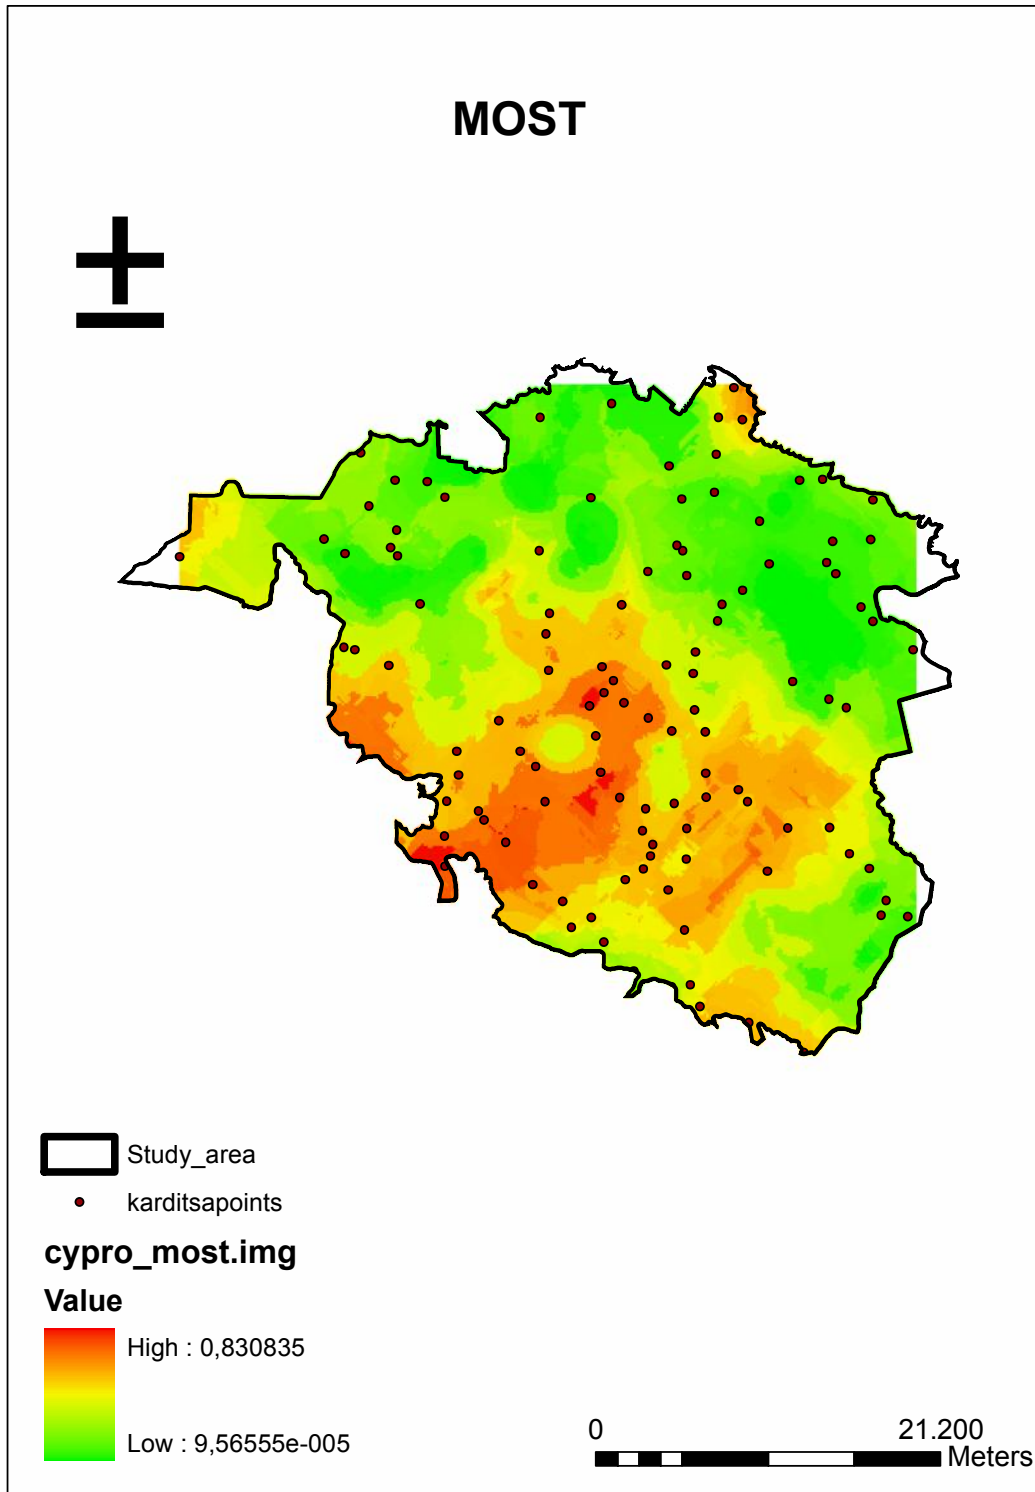 MOST
±
Study_area
karditsapoints
cypro_most.img
Value
High : 0,830835
Low : 9,56555e-005
0 21.200
Meters